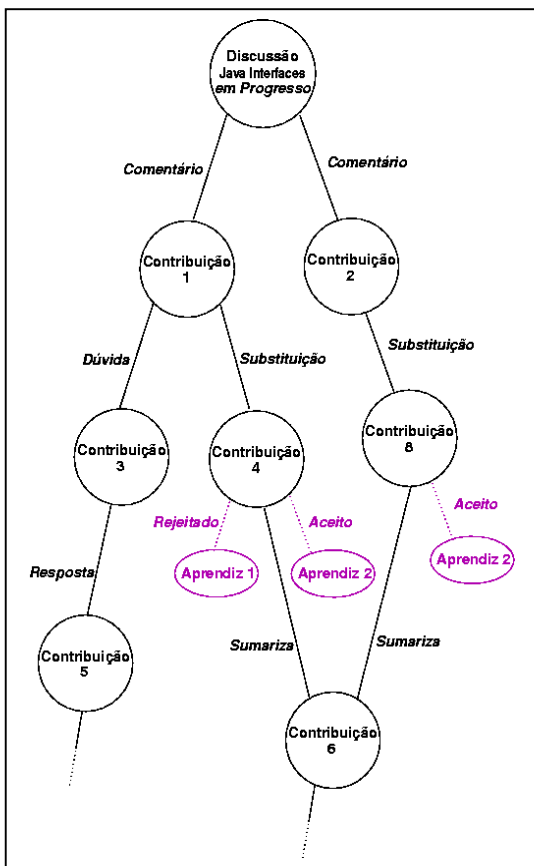 Discussão
Java Interfaces
em Progresso
Comentário
Comentário
Contribuição
1
Contribuição
2
Dúvida
Substituição
Substituição
Contribuição
3
Contribuição
4
Contribuição
8
Rejeitado
Aceito
Aceito
Aprendiz 1
Aprendiz 2
Aprendiz 2
Resposta
Sumariza
Sumariza
Contribuição
5
Contribuição
6